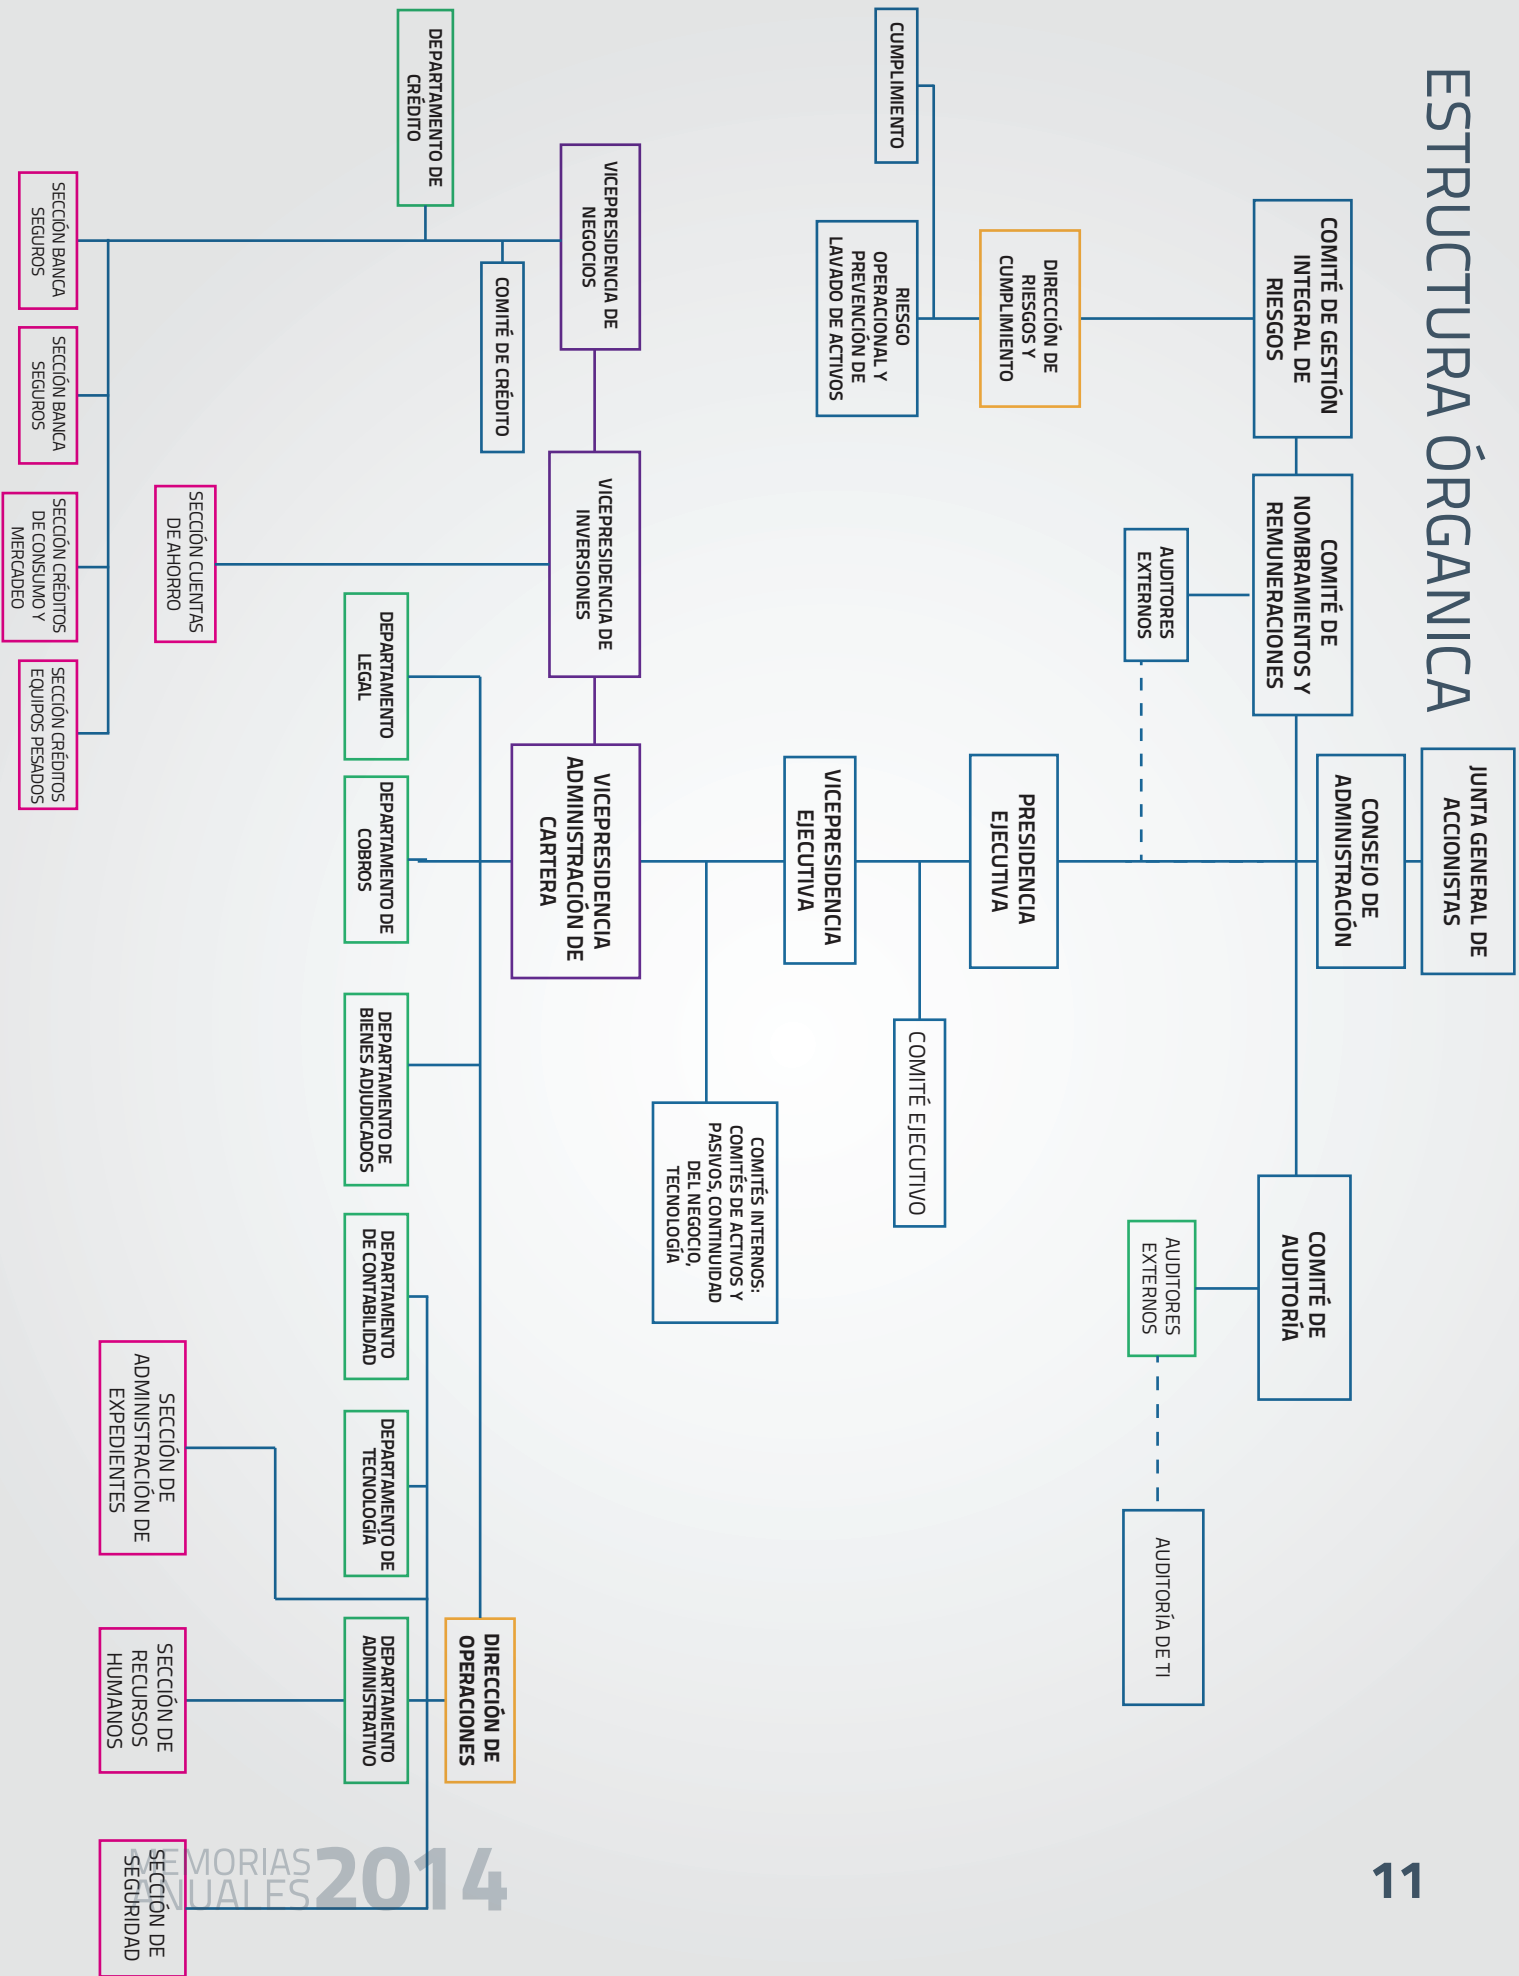 ESTRUCTURA ÓRGANICA
JUNTA GENERAL DE
ACCIONISTAS
CONSEJO DE
ADMINISTRACIÓN
COMITÉ DE GESTIÓN
INTEGRAL DE
RIESGOS
COMITÉ DE
NOMBRAMIENTOS Y
REMUNERACIONES
COMITÉ DE
AUDITORÍA
AUDITORES
EXTERNOS
AUDITORES
EXTERNOS
AUDITORÍA DE TI
DIRECCIÓN DE
RIESGOS Y
CUMPLIMIENTO
PRESIDENCIA
EJECUTIVA
CUMPLIMIENTO
RIESGO
OPERACIONAL Y
PREVENCIÓN DE
LAVADO DE ACTIVOS
COMITÉ EJECUTIVO
VICEPRESIDENCIA
EJECUTIVA
COMITÉS INTERNOS:
COMITÉS DE ACTIVOS Y
PASIVOS, CONTINUIDAD
DEL NEGOCIO,
TECNOLOGÍA
VICEPRESIDENCIA DE
NEGOCIOS
VICEPRESIDENCIA DE
INVERSIONES
VICEPRESIDENCIA
ADMINISTRACIÓN DE
CARTERA
COMITÉ DE CRÉDITO
DIRECCIÓN DE
OPERACIONES
DEPARTAMENTO DE
CRÉDITO
DEPARTAMENTO
LEGAL
DEPARTAMENTO DE
COBROS
DEPARTAMENTO DE
BIENES ADJUDICADOS
DEPARTAMENTO
DE CONTABILIDAD
DEPARTAMENTO DE
TECNOLOGÍA
DEPARTAMENTO
ADMINISTRATIVO
SECCIÓN CUENTAS
DE AHORRO
SECCIÓN DE
ADMINISTRACIÓN DE
EXPEDIENTES
SECCIÓN DE
RECURSOS
HUMANOS
SECCIÓN DE
SEGURIDAD
SECCIÓN BANCA
SEGUROS
SECCIÓN BANCA
SEGUROS
SECCIÓN CRÉDITOS
DE CONSUMO Y
MERCADEO
SECCIÓN CRÉDITOS
EQUIPOS PESADOS
MEMORIAS
ANUALES 2014
11